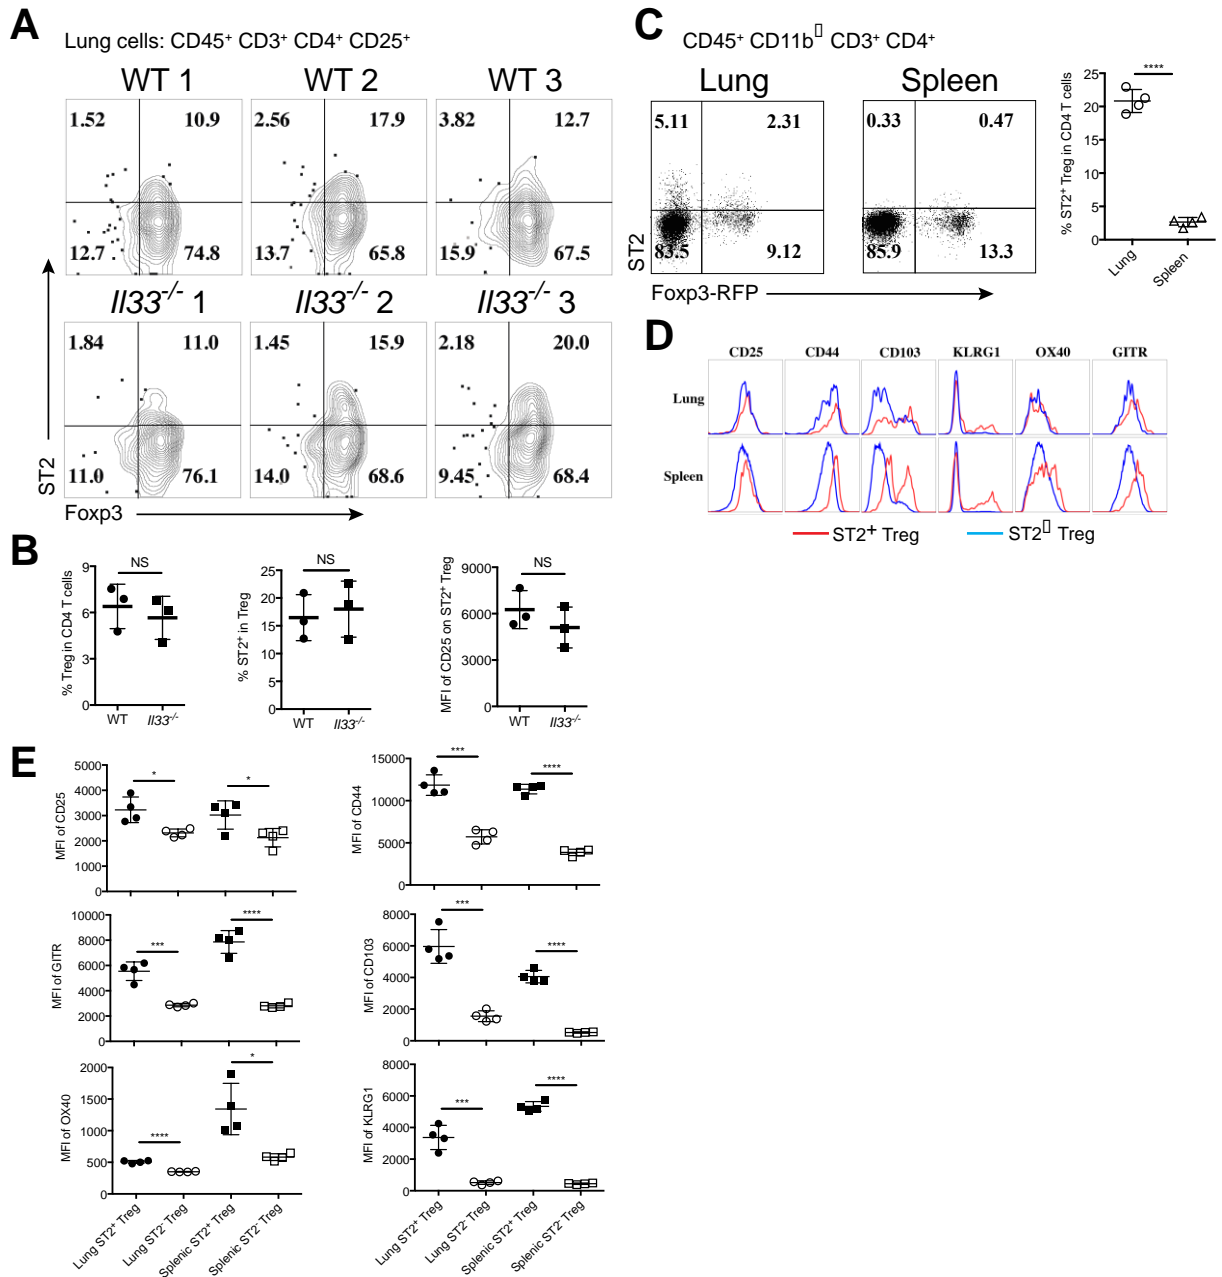 A
Lung cells: CD45+ CD3+ CD4+ CD25+
WT 1 WT 2 WT 3
1.52 10.9 2.56 17.9 3.82 12.7
12.7 74.8 13.7 65.8 15.9 67.5
Il33-/- 1 Il33-/- 2 Il33-/- 3
1.84 11.0 1.45 15.9 2.18 20.0
11.0 76.1 14.0 68.6 9.45 68.4
ST2
Foxp3
B
% Treg in CD4 T cells
9
6
3
0
NS
WT Il33-/-
% ST2+ in Treg
25
20
15
10
5
0
NS
WT Il33-/-
MFI of CD25 on ST2+ Treg
9000
6000
3000
0
NS
WT Il33-/-
C
CD45+ CD11b▯ CD3+ CD4+
Lung Spleen
5.11 2.31 0.33 0.47
83.5 9.12 85.9 13.3
ST2
Foxp3-RFP
% ST2+ Treg in CD4 T cells
25
20
15
10
5
0
****
Lung
Spleen
D
CD25 CD44 CD103 KLRG1 OX40 GITR
Lung
Spleen
ST2+ Treg ST2▯ Treg
E
MFI of CD25
5000
4000
3000
2000
1000
0
* *
MFI of CD44
15000
10000
5000
0
*** ****
MFI of GITR
10000
8000
6000
4000
2000
0
*** ****
MFI of CD103
8000
6000
4000
2000
0
*** ****
MFI of OX40
2000
1500
1000
500
0
**** *
Lung ST2+ Treg
Lung ST2- Treg
Splenic ST2+ Treg
Splenic ST2- Treg
MFI of KLRG1
8000
6000
4000
2000
0
*** ****
Lung ST2+ Treg
Lung ST2- Treg
Splenic ST2+ Treg
Splenic ST2- Treg